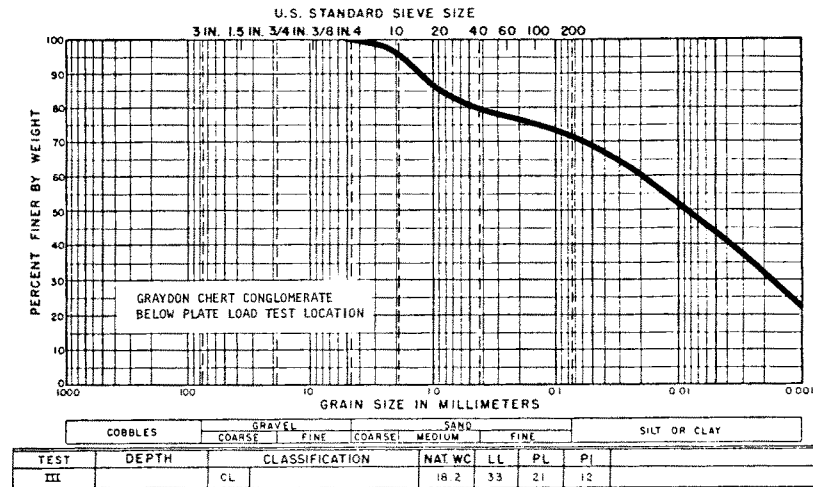 U.S. STANDARD SIEVE SIZE
3 IN. 1.5 IN. 3/4 IN. 3/8 IN. 4 10 20 40 60 100 200
PERCENT FINER BY WEIGHT
100
90
80
70
60
50
40
30
20
10
0
GRAYDON CHERT CONGLOMERATE
BELOW PLATE LOAD TEST LOCATION
1000 100 10 1.0 0.1 0.01 0.001
GRAIN SIZE IN MILLIMETERS
COBBLES GRAVEL SAND SILT OR CLAY
COARSE FINE COARSE MEDIUM FINE
TEST DEPTH CLASSIFICATION NAT. WC LL PL PI
III CL 18.2 33 21 12